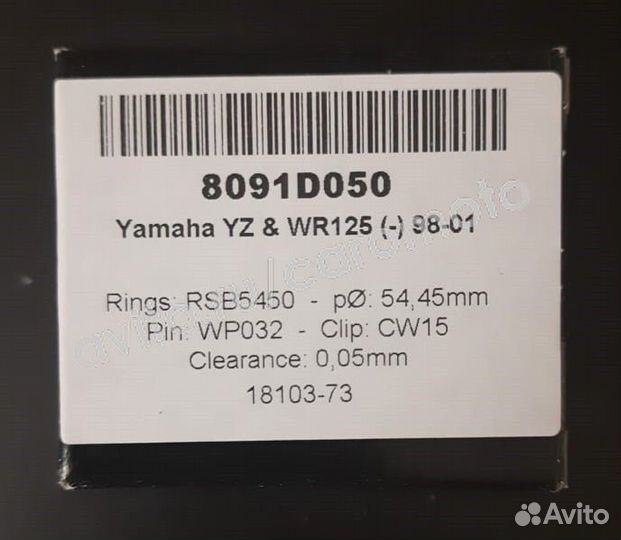 8091D050
Yamaha YZ & WR125 (-) 98-01
Rings: RSB5450 - pØ: 54,45mm
Pin: WP032 - Clip: CW15
Clearance: 0,05mm
18103-73
Avito